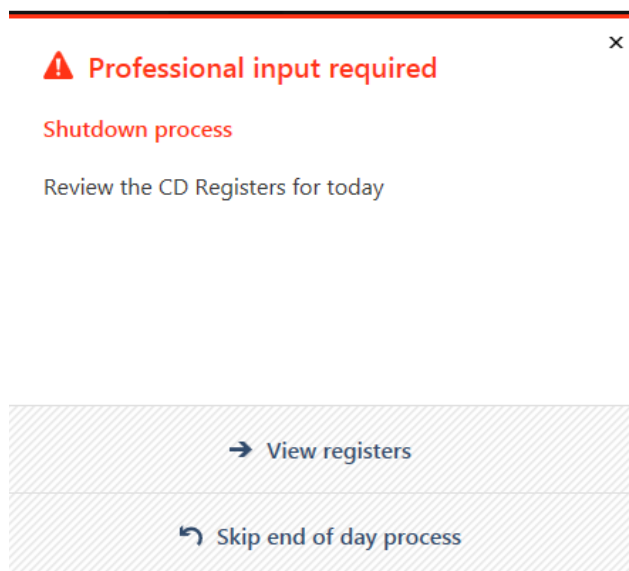 Professional input required
Shutdown process
Review the CD Registers for today
View registers
Skip end of day process